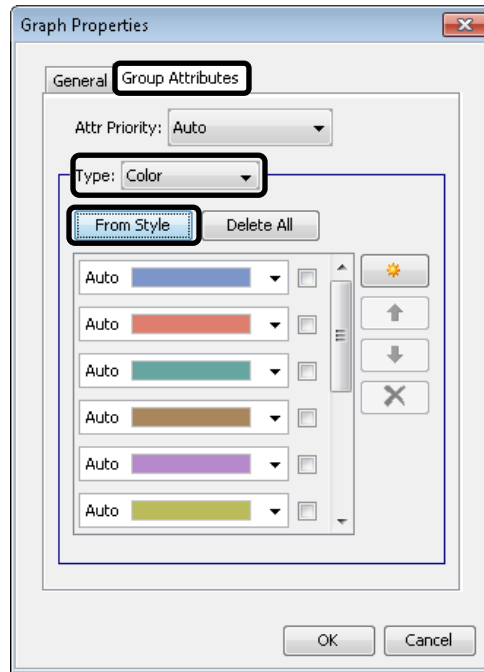 Graph Properties
General Group Attributes
Attr Priority: Auto
Type: Color
From Style Delete All
Auto
Auto
Auto
Auto
Auto
Auto
OK Cancel